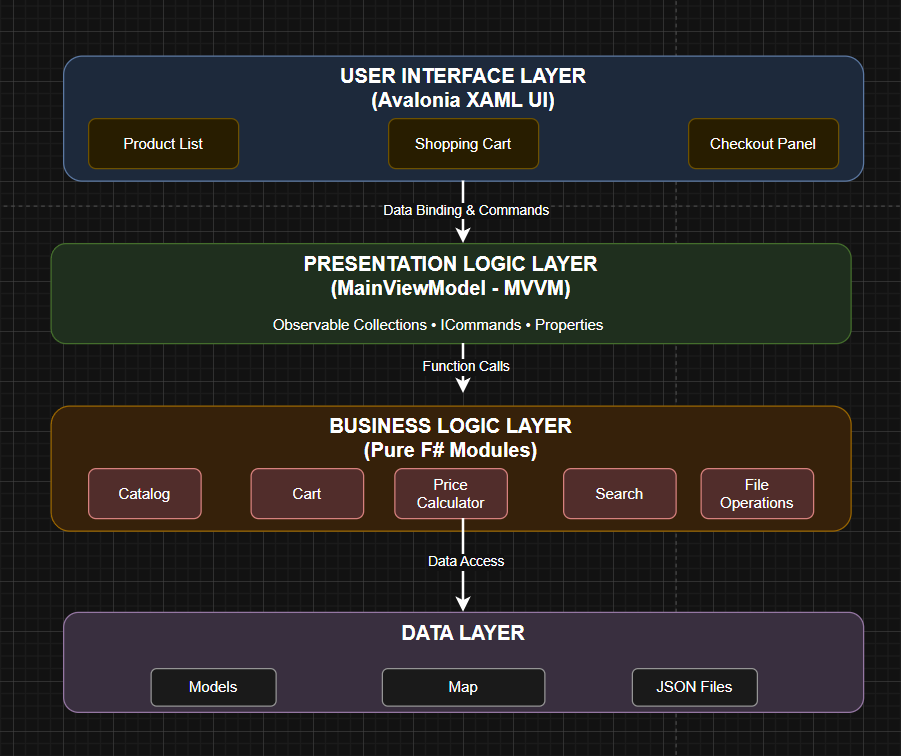 USER INTERFACE LAYER
(Avalonia XAML UI)
Product List
Shopping Cart
Checkout Panel
Data Binding & Commands
PRESENTATION LOGIC LAYER
(MainViewModel - MVVM)
Observable Collections • ICommands • Properties
Function Calls
BUSINESS LOGIC LAYER
(Pure F# Modules)
Catalog
Cart
Price
Calculator
Search
File
Operations
Data Access
DATA LAYER
Models
Map
JSON Files